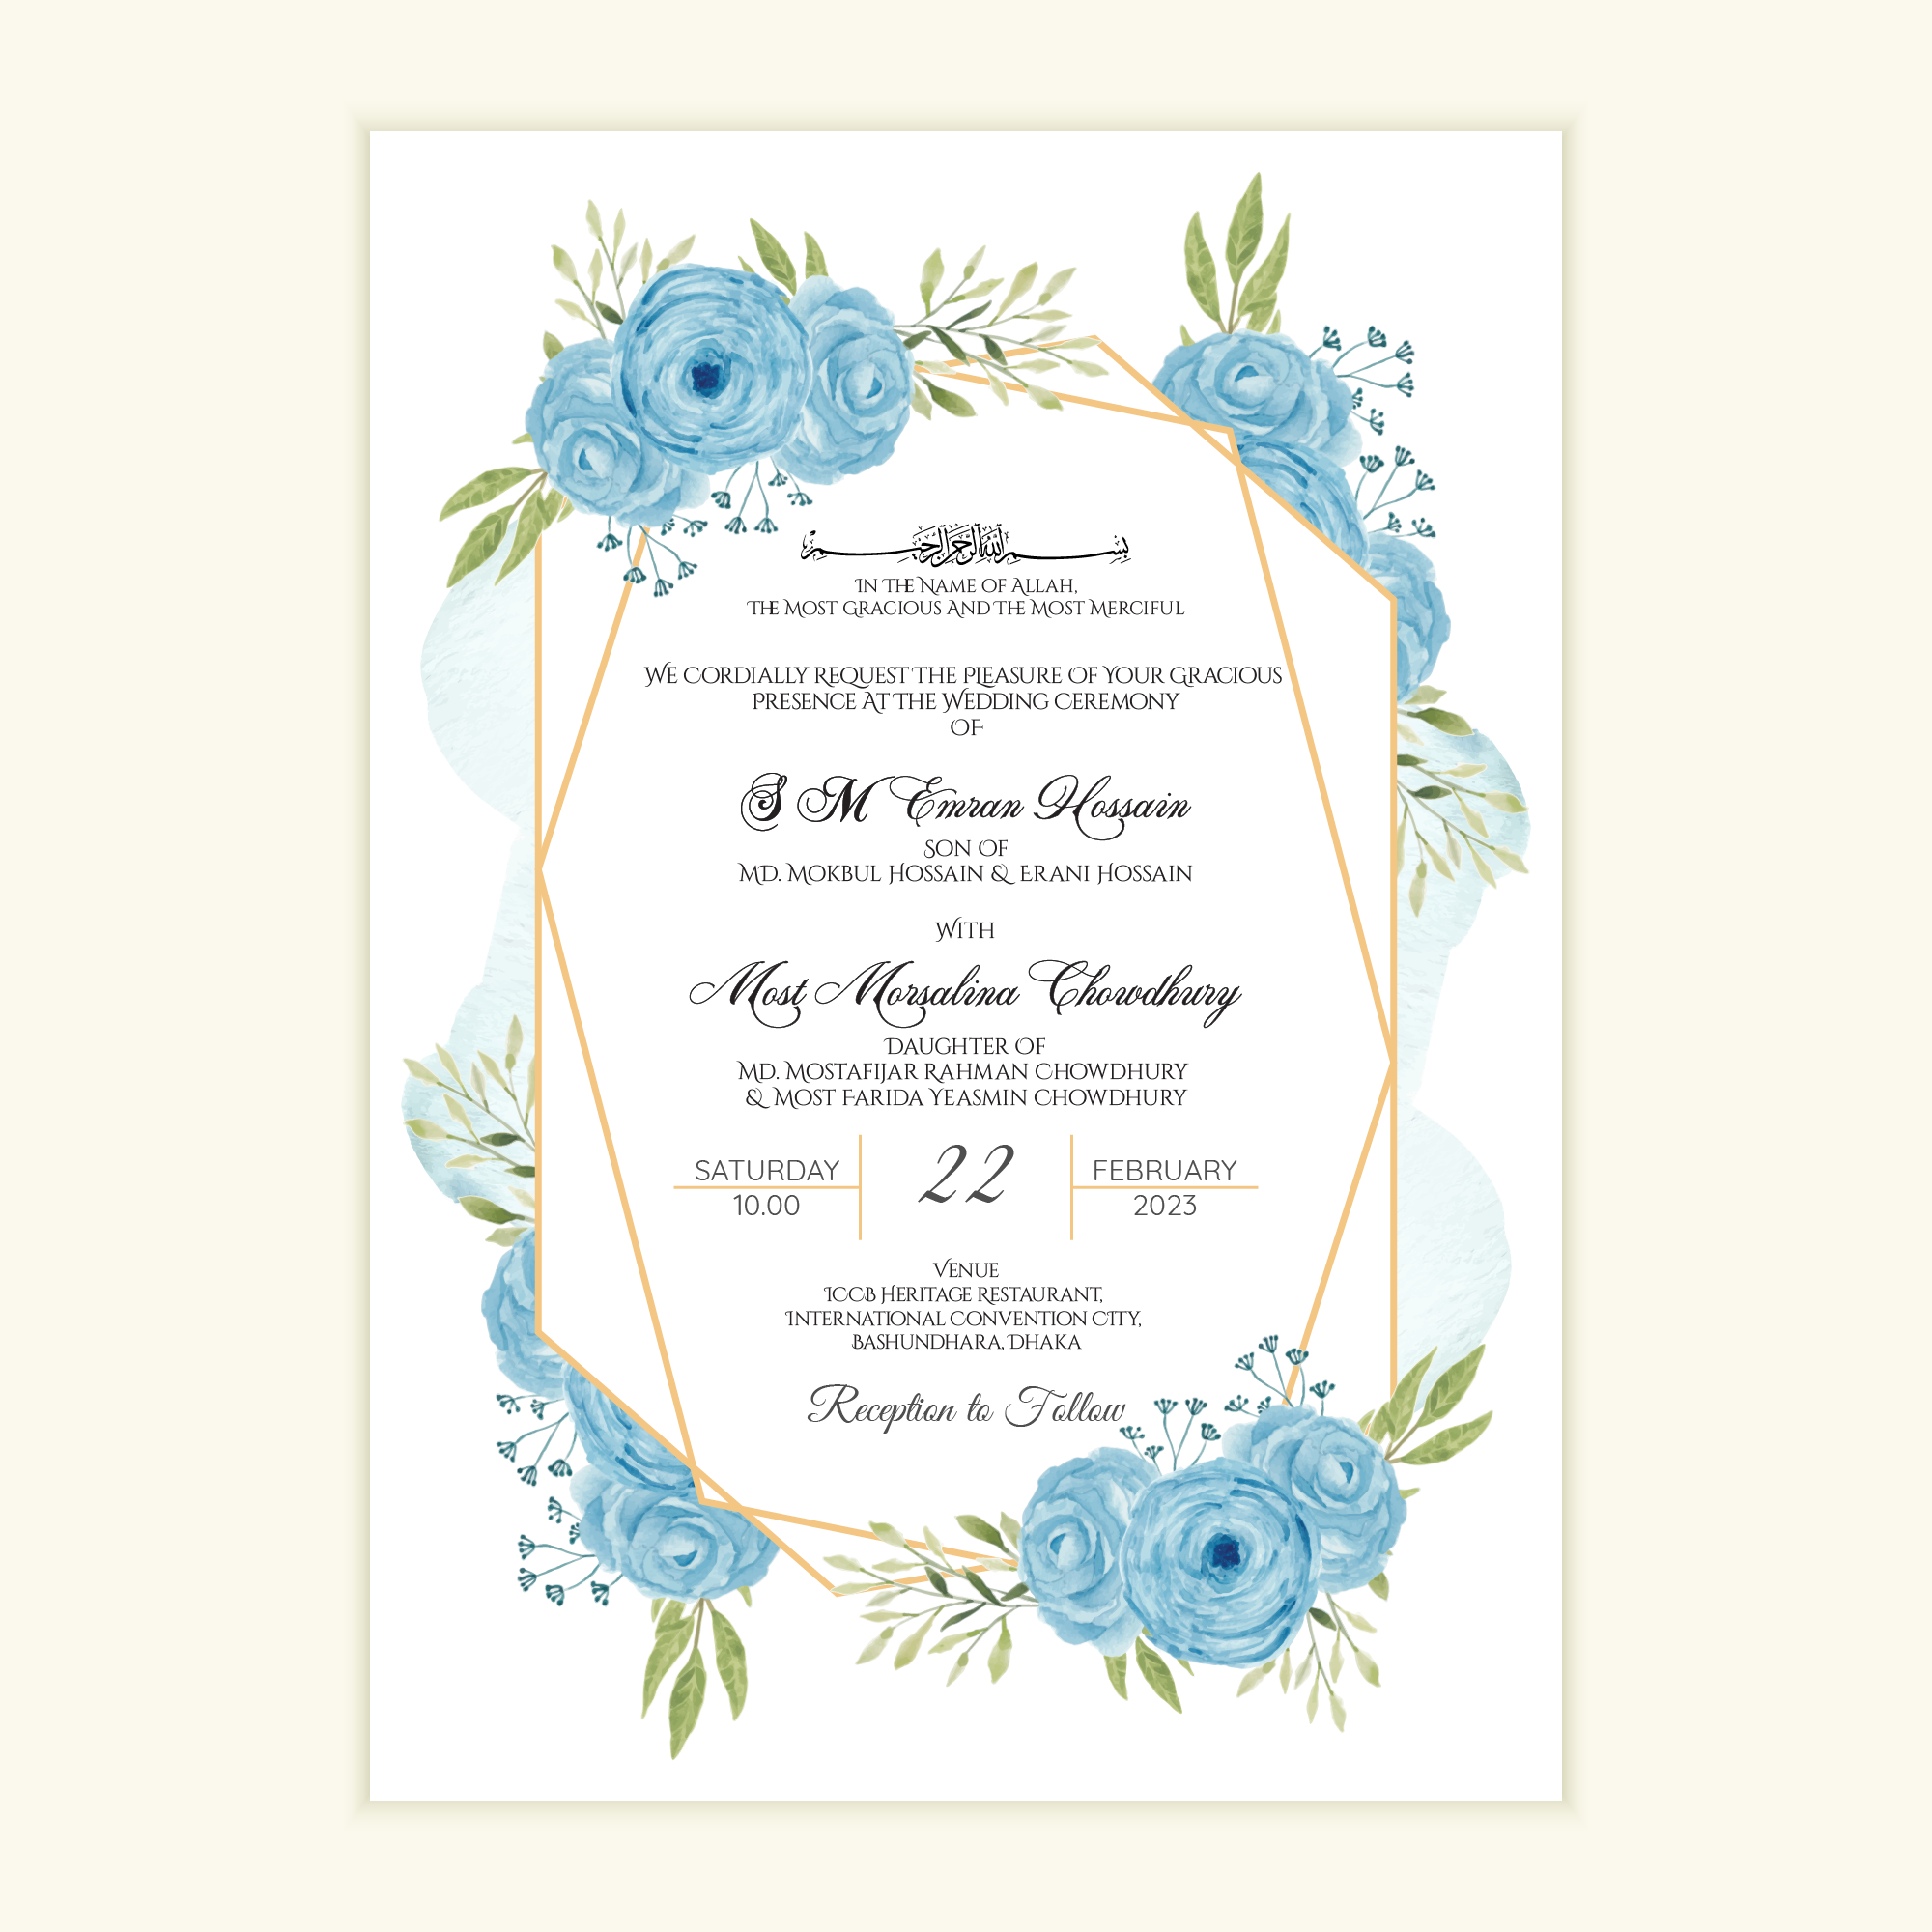 بسم الله الرحمن الرحيم
In The Name of Allah,
The Most Gracious And The Most Merciful
We Cordially Request The Pleasure Of Your Gracious
Presence At The Wedding Ceremony
Of
S M Emran Hossain
Son Of
Md. Mokbul Hossain & Erani Hossain
With
Most Morsalina Chowdhury
Daughter Of
Md. Mostafijar Rahman Chowdhury
& Most Farida Yeasmin Chowdhury
SATURDAY
10.00
22
FEBRUARY
2023
Venue
ICCB Heritage Restaurant,
International Convention City,
Bashundhara, Dhaka
Reception to Follow